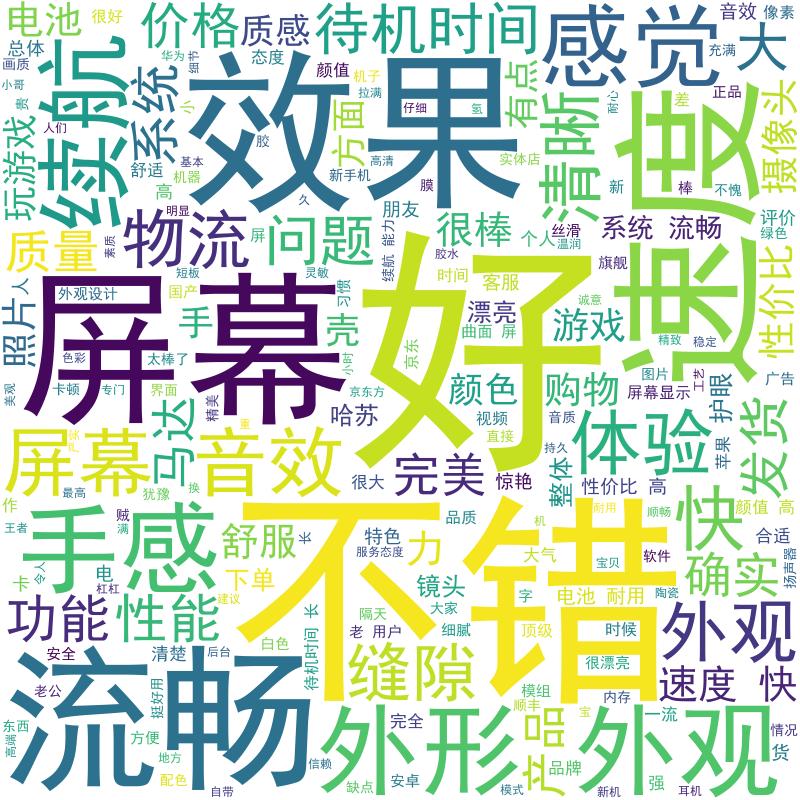 电池
很好
价格
质感
待机时间
感觉
大
音效
像素
总体
画质
华为
细节
态度
颜值
机子
拉满
充满
小哥
贵
续航
系统
小
效果
仔细
氢
有点
清晰
耐心
差
速度
正品
摄像头
玩游戏
人们
舒适
基本
机器
高
胶
方面
新手机
高清
膜
实体店
新
棒
不愧
质量
素质
明显
物流
久
屏
问题
朋友
续航 能力
很棒
个人
丝滑
温润
系统 流畅
评价
绿色
性价比
照片
人
外观设计
国产
短板
灵敏
习惯
胶水
时间
客服
旗舰
诚意
手
壳
漂亮
曲面 屏
游戏
精致
稳定
屏幕
好
美观
色彩
太棒了
卡顿
专门
界面
精美
小时
京东
京东方
哈苏
颜色
视频
购物
音质
直接
图片
工艺
广告
屏幕显示
护眼
苹果
发货
马达
屏幕
音效
重
很大
完美
惊艳
整体
持久
体验
性价比 高
颜值 高
作
最高
犹豫
换
王者
贼
满
手感
舒服
长
不错
特色
服务态度
力
品质
大气
机
耐用
宝贝
软件
快
顺畅
合适
扬声器
确实
卡
令人
电
杠杠
下单
建议
镜头
大家
字
顶级
电池 耐用
陶瓷
功能
性能
白色
待机时间 长
隔天
老 用户
细腻
时候
很漂亮
外观
安全
清楚
后台
流畅
老公
挺好用
缝隙
模组
顺丰
内存
速度 快
东西
高端
方便
地方
配色
自带
信赖
外形
完全
缺点
安卓
模式
产品
宝
品牌
外观
一流
强
新机
耳机
情况
货